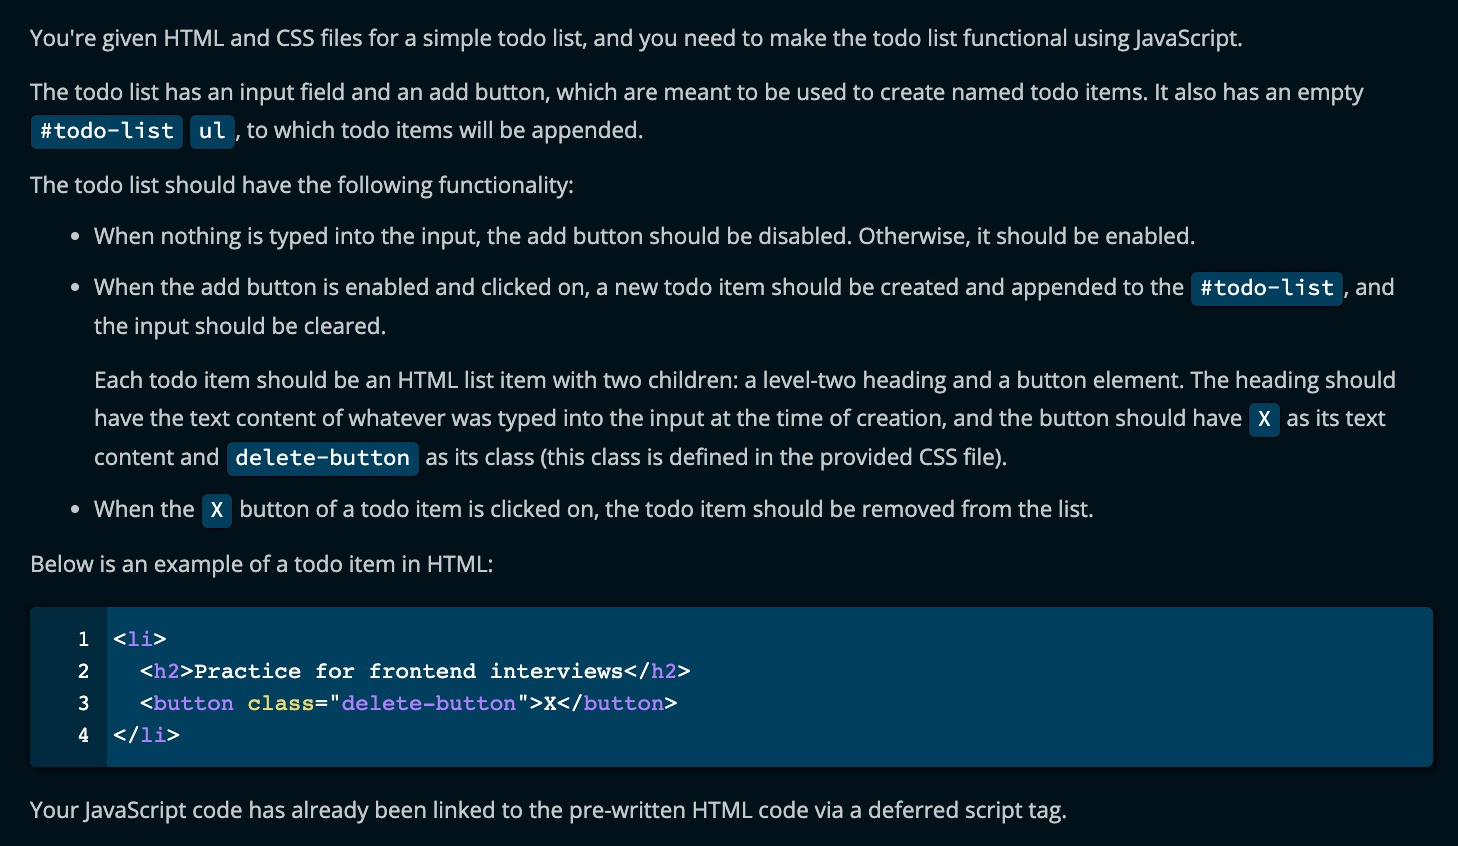 You're given HTML and CSS files for a simple todo list, and you need to make the todo list functional using JavaScript.
The todo list has an input field and an add button, which are meant to be used to create named todo items. It also has an empty
#todo-list ul, to which todo items will be appended.
The todo list should have the following functionality:
• When nothing is typed into the input, the add button should be disabled. Otherwise, it should be enabled.
• When the add button is enabled and clicked on, a new todo item should be created and appended to the #todo-list, and
the input should be cleared.
Each todo item should be an HTML list item with two children: a level-two heading and a button element. The heading should
have the text content of whatever was typed into the input at the time of creation, and the button should have X as its text
content and delete-button as its class (this class is defined in the provided CSS file).
• When the X button of a todo item is clicked on, the todo item should be removed from the list.
Below is an example of a todo item in HTML:
1 <li>
2   <h2>Practice for frontend interviews</h2>
3   <button class="delete-button">X</button>
4 </li>
Your JavaScript code has already been linked to the pre-written HTML code via a deferred script tag.